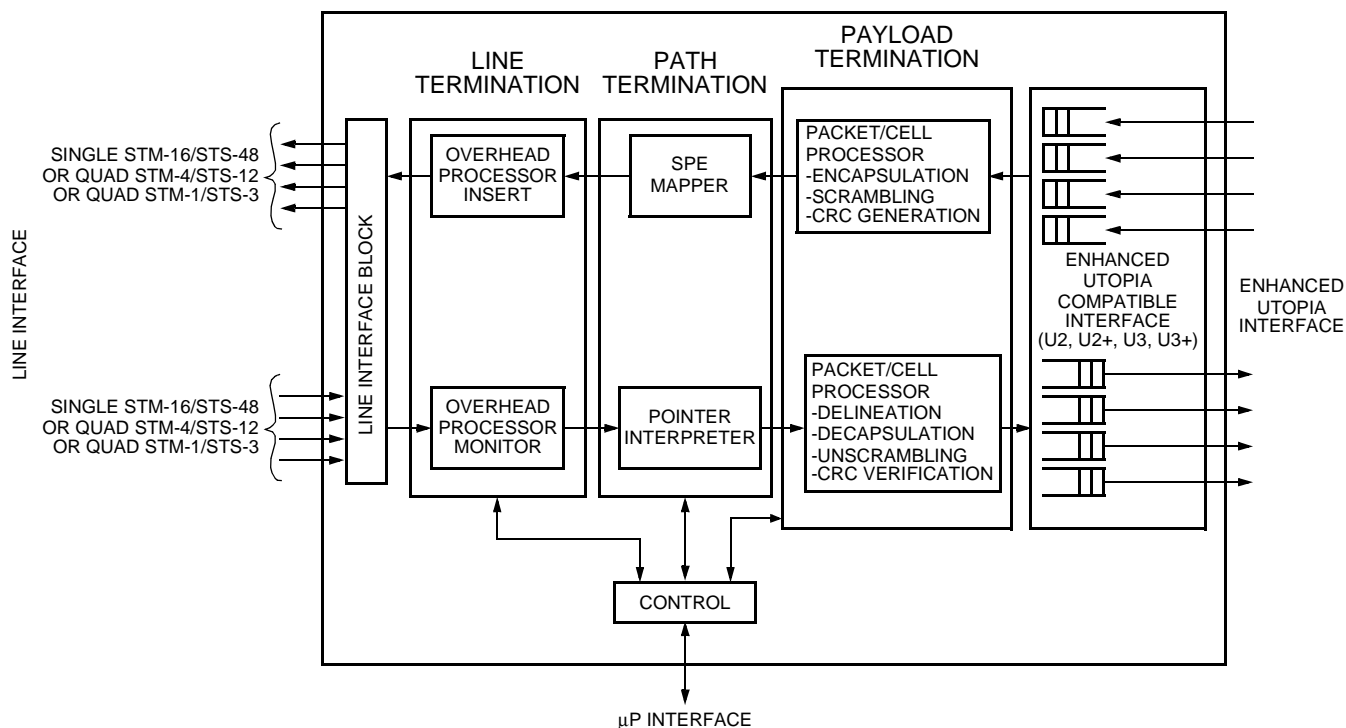 PAYLOAD
TERMINATION
LINE
TERMINATION
PATH
TERMINATION
LINE INTERFACE
SINGLE STM-16/STS-48
OR QUAD STM-4/STS-12
OR QUAD STM-1/STS-3
LINE INTERFACE BLOCK
OVERHEAD
PROCESSOR
INSERT
SPE
MAPPER
PACKET/CELL
PROCESSOR
-ENCAPSULATION
-SCRAMBLING
-CRC GENERATION
ENHANCED
UTOPIA
COMPATIBLE
INTERFACE
(U2, U2+, U3, U3+)
ENHANCED
UTOPIA
INTERFACE
SINGLE STM-16/STS-48
OR QUAD STM-4/STS-12
OR QUAD STM-1/STS-3
OVERHEAD
PROCESSOR
MONITOR
POINTER
INTERPRETER
PACKET/CELL
PROCESSOR
-DELINEATION
-DECAPSULATION
-UNSCRAMBLING
-CRC VERIFICATION
CONTROL
µP INTERFACE